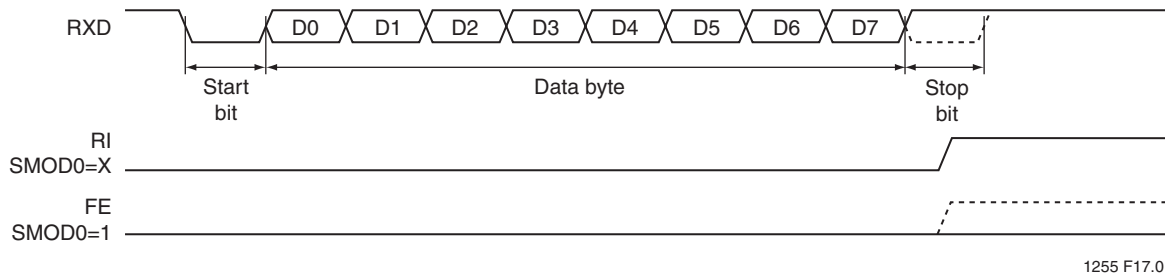 RXD D0 D1 D2 D3 D4 D5 D6 D7
Start bit
Data byte
Stop bit
RI
SMOD0=X
FE
SMOD0=1
1255 F17.0